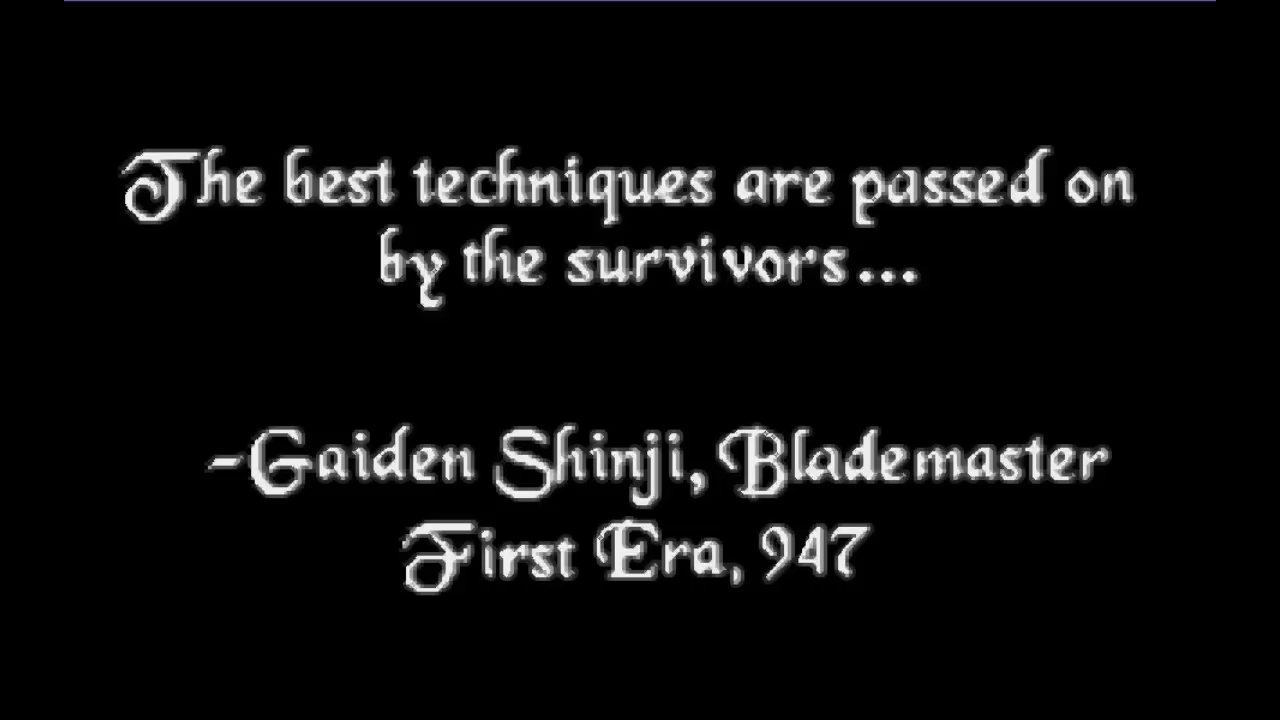 The best techniques are passed on
by the survivors...
-Gaiden Shinji, Blademaster
First Era, 947